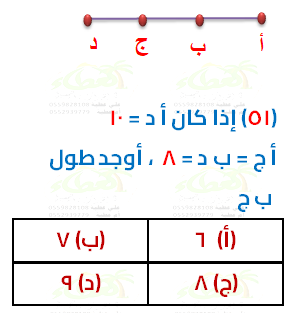 أ ب ج د
(٥١) إذا كان أ د = ١٠
أ ج = ب د = ٨ ، أوجد طول
ب ج
(أ) ٦ (ب) ٧
(ج) ٨ (د) ٩